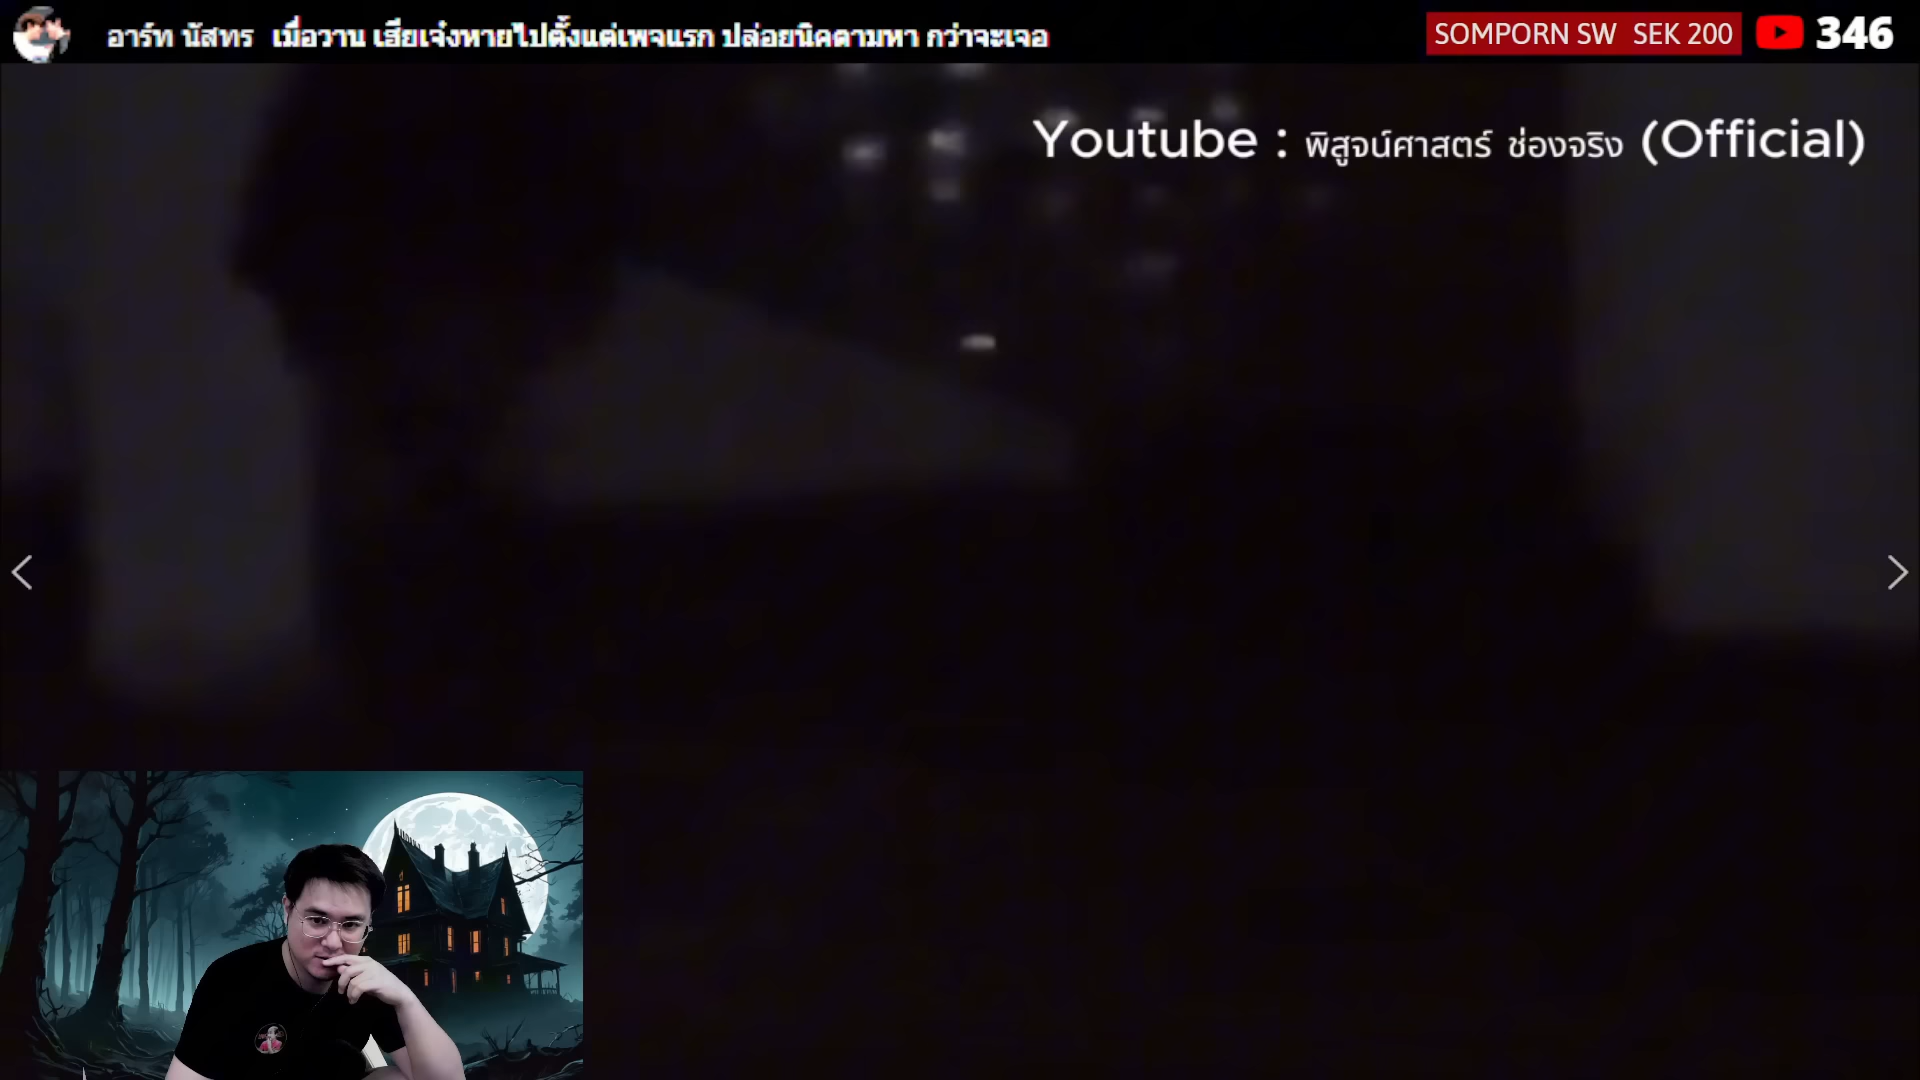 อาร์ท นัสทร เมื่อวาน เฮียเจ๋งหายไปตั้งแต่เพจแรก ปล่อยนิคตามหา กว่าจะเจอ
SOMPORN SW SEK 200
346
Youtube : พิสูจน์ศาสตร์ ช่องจริง (Official)